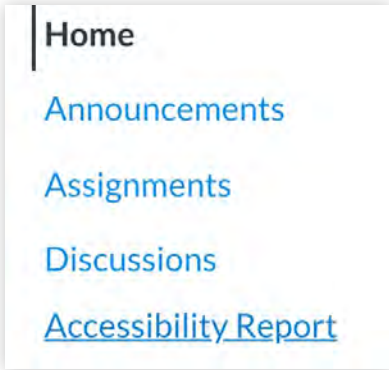 Home
Announcements
Assignments
Discussions
Accessibility Report